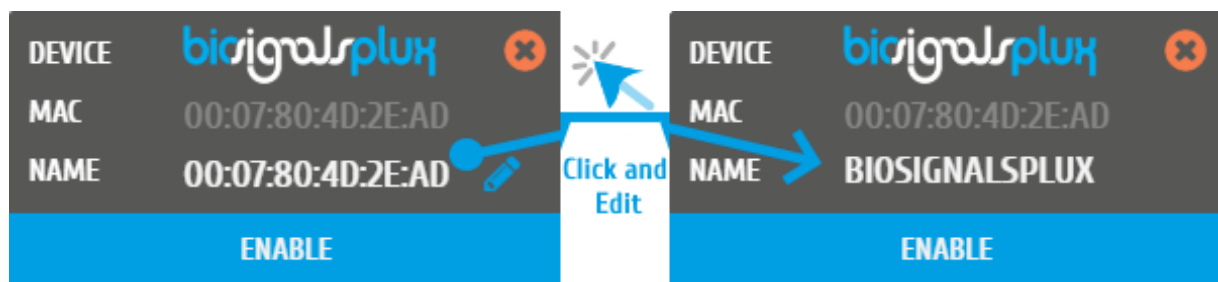 DEVICE biosignalsplux
MAC 00:07:80:4D:2E:AD
NAME 00:07:80:4D:2E:AD
ENABLE
Click and
Edit
DEVICE biosignalsplux
MAC 00:07:80:4D:2E:AD
NAME BIOSIGNALSPLUX
ENABLE